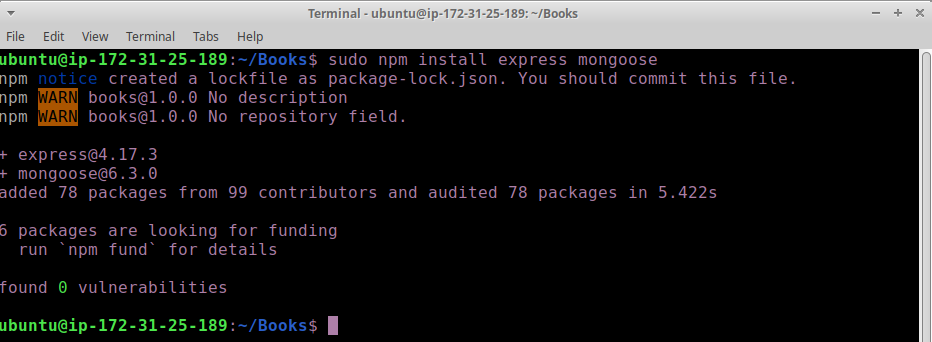 Terminal - ubuntu@ip-172-31-25-189: ~/Books
File Edit View Terminal Tabs Help
ubuntu@ip-172-31-25-189:~/Books$ sudo npm install express mongoose
npm notice created a lockfile as package-lock.json. You should commit this file.
npm WARN books@1.0.0 No description
npm WARN books@1.0.0 No repository field.
+ express@4.17.3
+ mongoose@6.3.0
added 78 packages from 99 contributors and audited 78 packages in 5.422s
6 packages are looking for funding
run `npm fund` for details
found 0 vulnerabilities
ubuntu@ip-172-31-25-189:~/Books$